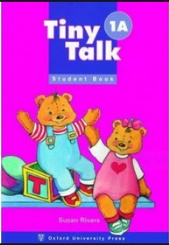 Tiny 1A
Talk
Student Book
T
Susan Rivers
Oxford University Press